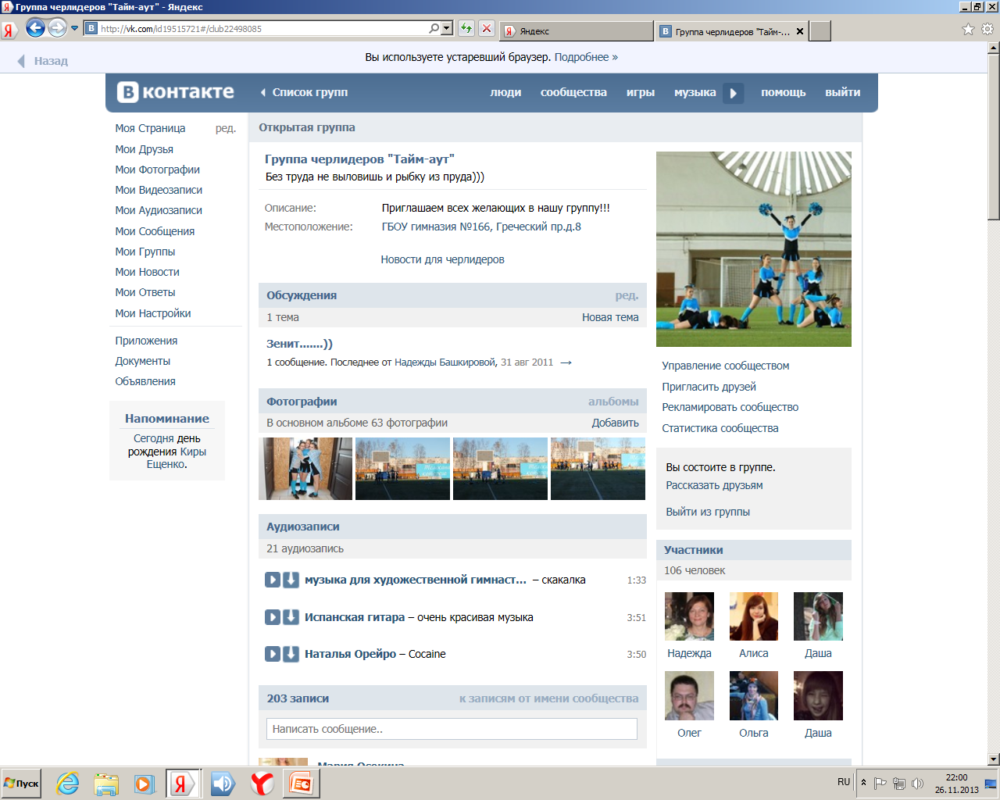 Группа черлидеров "Тайм-аут" - Яндекс
http://vk.com/id19515721#/club22498085
Яндекс
Группа черлидеров "Тайм-...
Назад
Вы используете устаревший браузер. Подробнее »
В контакте
Список групп
люди
сообщества
игры
музыка
помощь
выйти
Моя Страница
ред.
Мои Друзья
Мои Фотографии
Мои Видеозаписи
Мои Аудиозаписи
Мои Сообщения
Мои Группы
Мои Новости
Мои Ответы
Мои Настройки
Приложения
Документы
Объявления
Напоминание
Сегодня день
рождения Киры
Ещенко.
Открытая группа
Группа черлидеров "Тайм-аут"
Без труда не выловишь и рыбку из пруда)))
Описание: Приглашаем всех желающих в нашу группу!!!
Местоположение: ГБОУ гимназия №166, Греческий пр.д.8
Новости для черлидеров
Обсуждения ред.
1 тема Новая тема
Зенит.......))
1 сообщение. Последнее от Надежды Башкировой, 31 авг 2011 →
Фотографии альбомы
В основном альбоме 63 фотографии Добавить
Аудиозаписи
21 аудиозапись
музыка для художественной гимнаст... – скакалка 1:33
Испанская гитара – очень красивая музыка 3:51
Наталья Орейро – Cocaine 3:50
203 записи к записям от имени сообщества
Написать сообщение..
Мария Осокина
Управление сообществом
Пригласить друзей
Рекламировать сообщество
Статистика сообщества
Вы состоите в группе.
Рассказать друзьям
Выйти из группы
Участники
106 человек
Надежда Алиса Даша
Олег Ольга Даша
Пуск
RU
22:00
26.11.2013